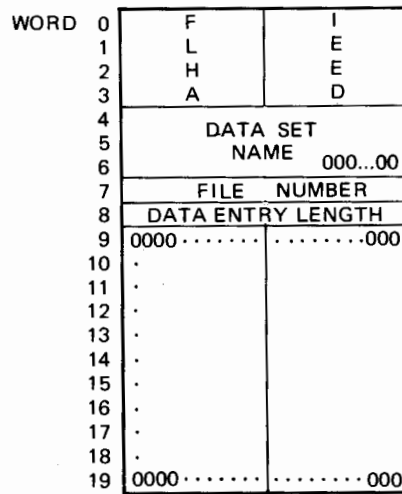 WORD 0 F I
1 L E
2 H E
3 A D
4
5 DATA SET
NAME
6 000...00
7 FILE NUMBER
8 DATA ENTRY LENGTH
9 0000 · · · · · · · · · · · · · · · 000
10 ·
11 ·
12 ·
13 ·
14 ·
15 ·
16 ·
17 ·
18 ·
19 0000 · · · · · · · · · · · · · · · 000